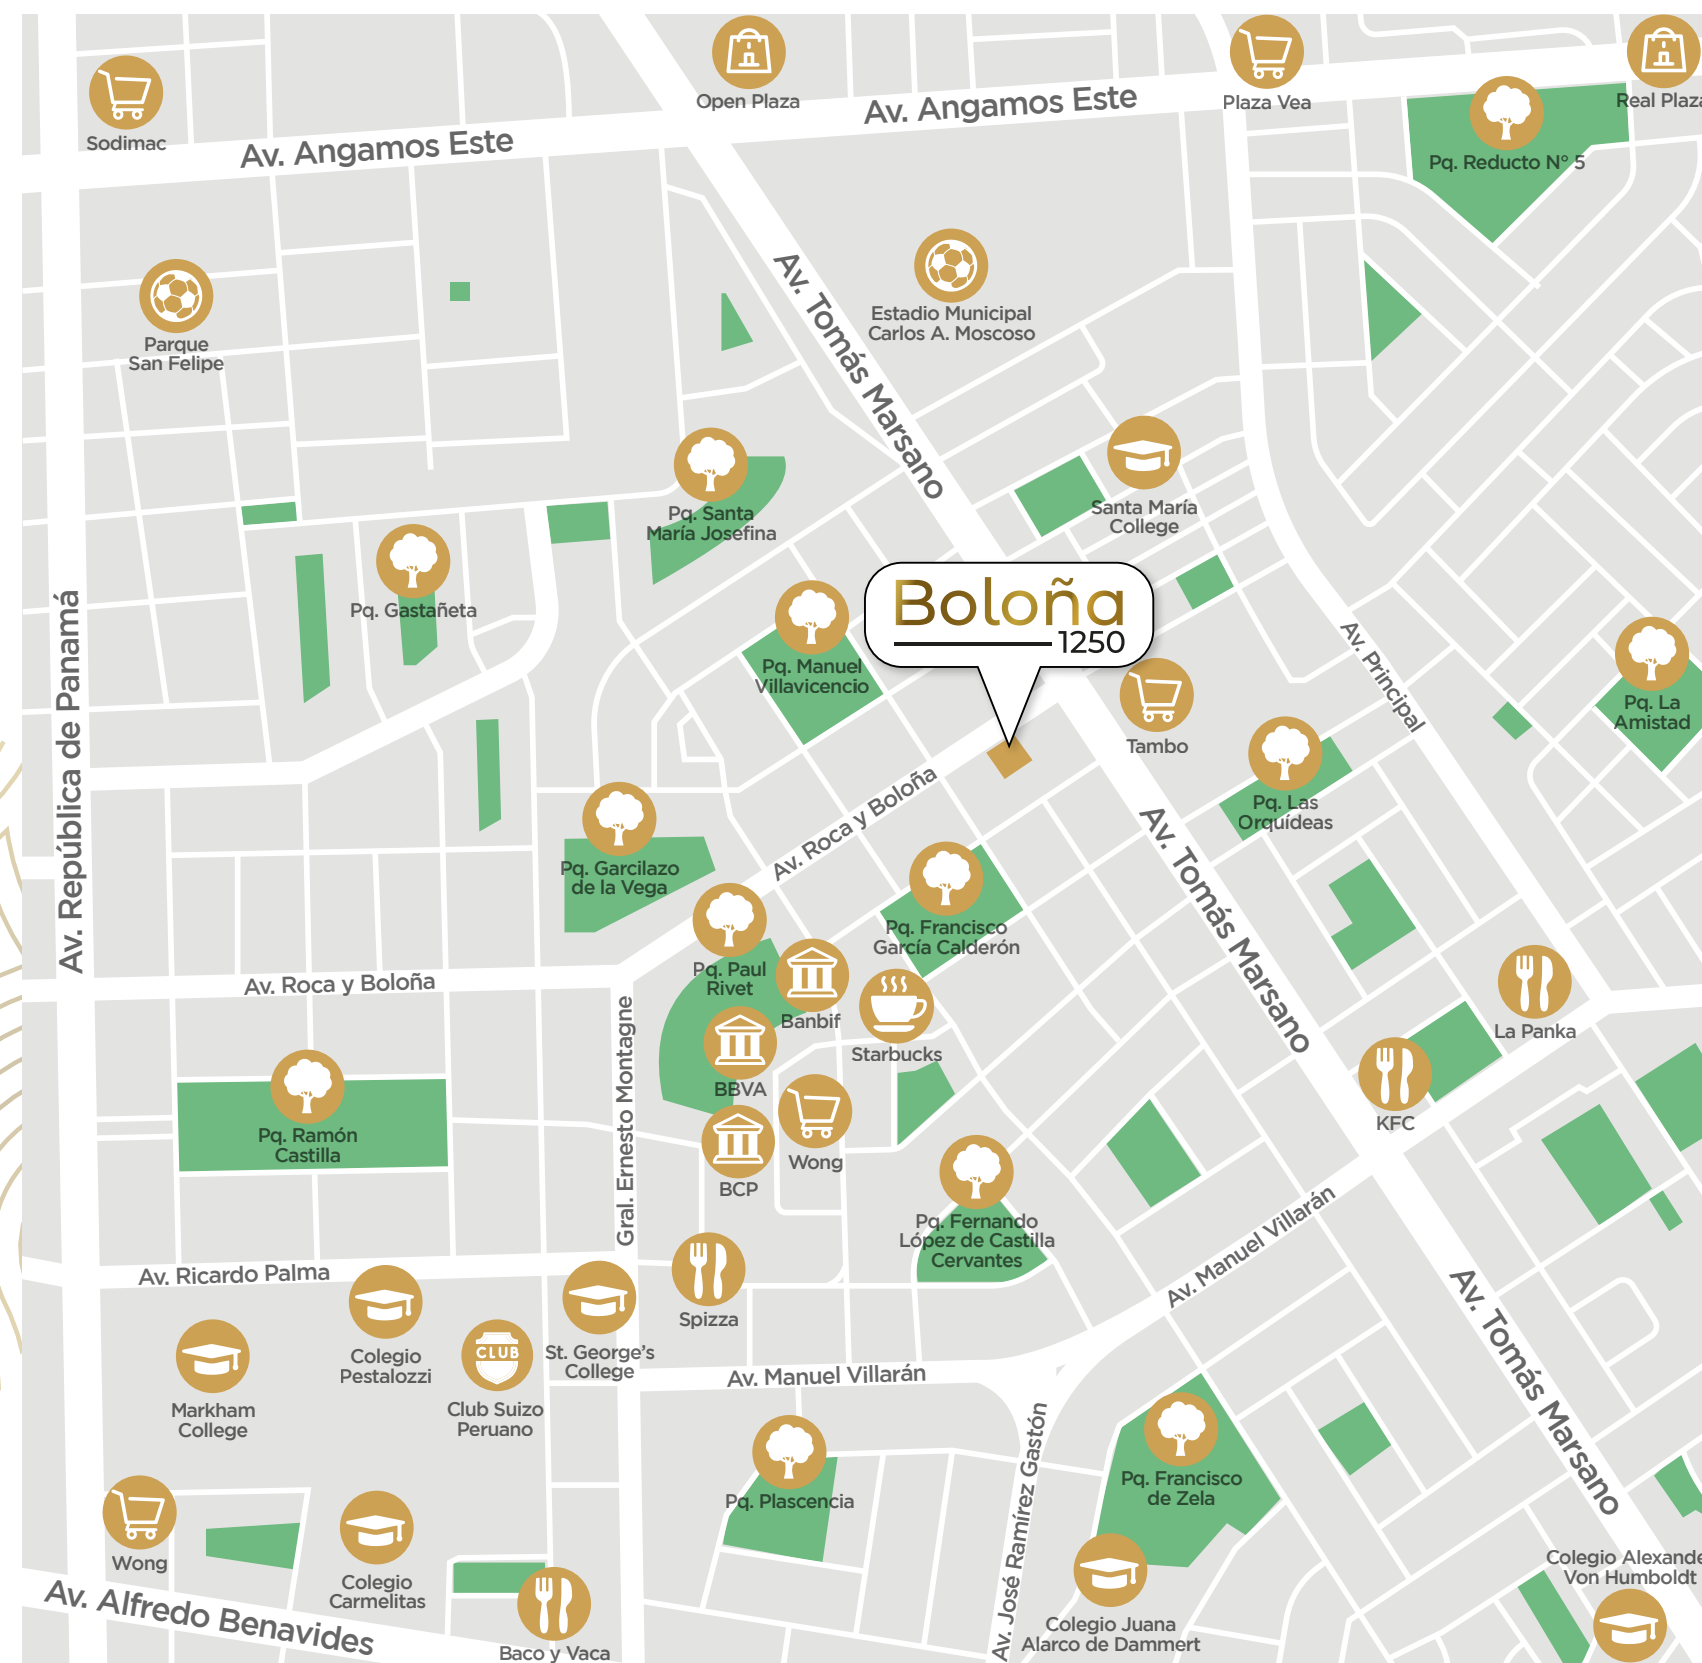 Sodimac
Open Plaza
Plaza Vea
Real Plaza
Av. Angamos Este
Av. Angamos Este
Pq. Reducto Nº 5
Parque
San Felipe
Estadio Municipal
Carlos A. Moscoso
Av. Tomás Marsano
Pq. Santa
María Josefina
Santa María
College
Pq. Gastañeta
Boloña
1250
Pq. Manuel
Villavicencio
Av. República de Panamá
Av. Principal
Pq. La
Amistad
Tambo
Pq. Las
Orquídeas
Av. Roca y Boloña
Pq. Garcilazo
de la Vega
Av. Tomás Marsano
Pq. Francisco
García Calderón
Pq. Paul
Rivet
Av. Roca y Boloña
Banbif
Starbucks
La Panka
Gral. Ernesto Montagne
BBVA
KFC
Pq. Ramón
Castilla
Wong
BCP
Pq. Fernando
López de Castilla
Cervantes
Av. Manuel Villarán
Av. Ricardo Palma
Spizza
Colegio
Pestalozzi
CLUB
St. George's
College
Av. Manuel Villarán
Av. Tomás Marsano
Markham
College
Club Suizo
Peruano
Av. José Ramírez Gastón
Pq. Plascencia
Pq. Francisco
de Zela
Wong
Colegio
Carmelitas
Colegio Alexande
Von Humboldt
Av. Alfredo Benavides
Baco y Vaca
Colegio Juana
Alarco de Dammert